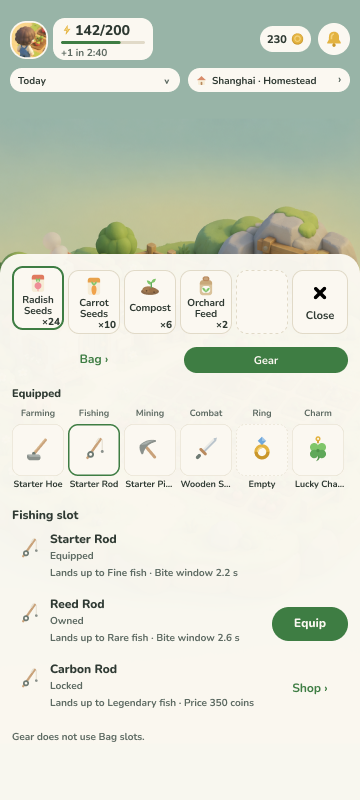 142/200
+1 in 2:40
230
Today
Shanghai · Homestead
Radish Seeds
×24
Carrot Seeds
×10
Compost
×6
Orchard Feed
×2
Close
Bag ›
Gear
Equipped
Farming
Fishing
Mining
Combat
Ring
Charm
Starter Hoe
Starter Rod
Starter Pi...
Wooden S...
Empty
Lucky Cha...
Fishing slot
Starter Rod
Equipped
Lands up to Fine fish · Bite window 2.2 s
Reed Rod
Owned
Lands up to Rare fish · Bite window 2.6 s
Equip
Carbon Rod
Locked
Lands up to Legendary fish · Price 350 coins
Shop ›
Gear does not use Bag slots.